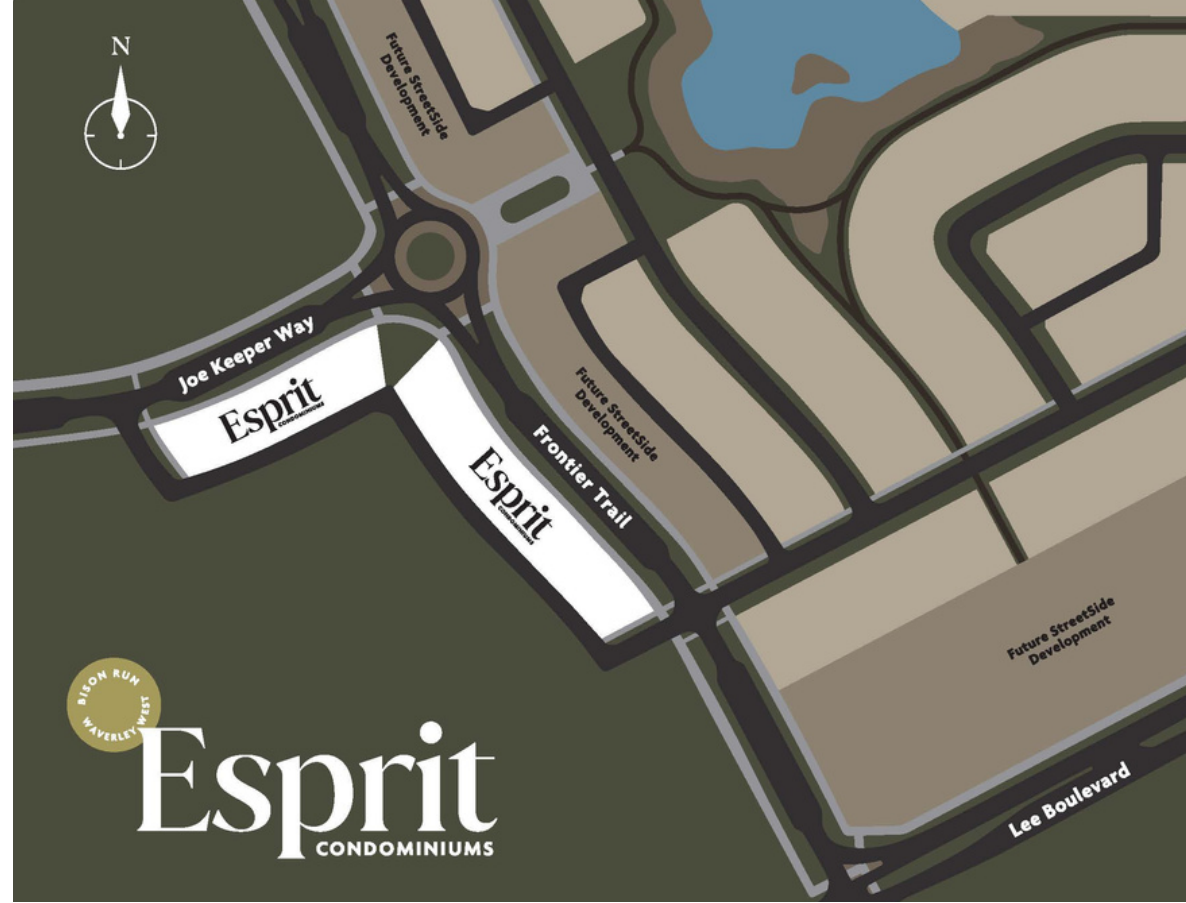 N
Future StreetSide
Development
Joe Keeper Way
Esprit
CONDOMINIUMS
Future StreetSide
Development
Frontier Trail
Esprit
CONDOMINIUMS
Future StreetSide
Development
BISON RUN
WAVERLEY WEST
Esprit
CONDOMINIUMS
Lee Boulevard